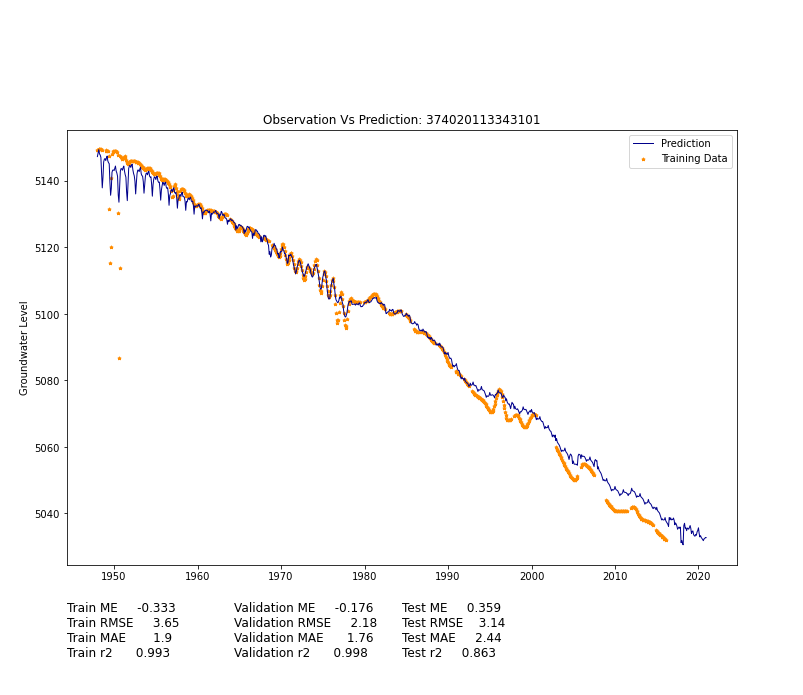 Observation Vs Prediction: 374020113343101
Prediction
Training Data
Groundwater Level
5140
5120
5100
5080
5060
5040
1950 1960 1970 1980 1990 2000 2010 2020
Train ME -0.333 Validation ME -0.176 Test ME 0.359
Train RMSE 3.65 Validation RMSE 2.18 Test RMSE 3.14
Train MAE 1.9 Validation MAE 1.76 Test MAE 2.44
Train r2 0.993 Validation r2 0.998 Test r2 0.863